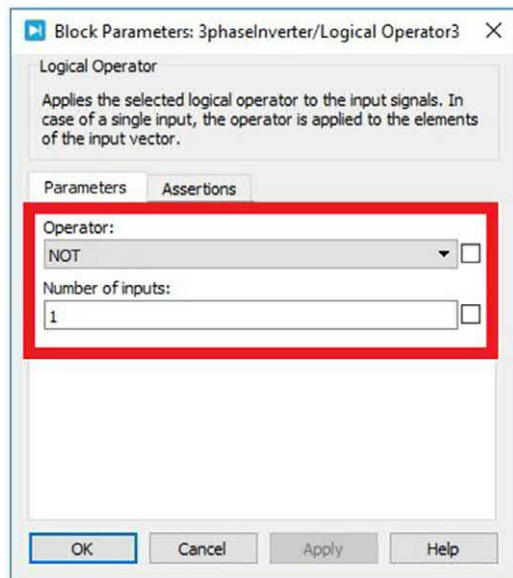 Block Parameters: 3phaseInverter/Logical Operator3
Logical Operator
Applies the selected logical operator to the input signals. In
case of a single input, the operator is applied to the elements
of the input vector.
Parameters Assertions
Operator:
NOT
Number of inputs:
1
OK Cancel Apply Help